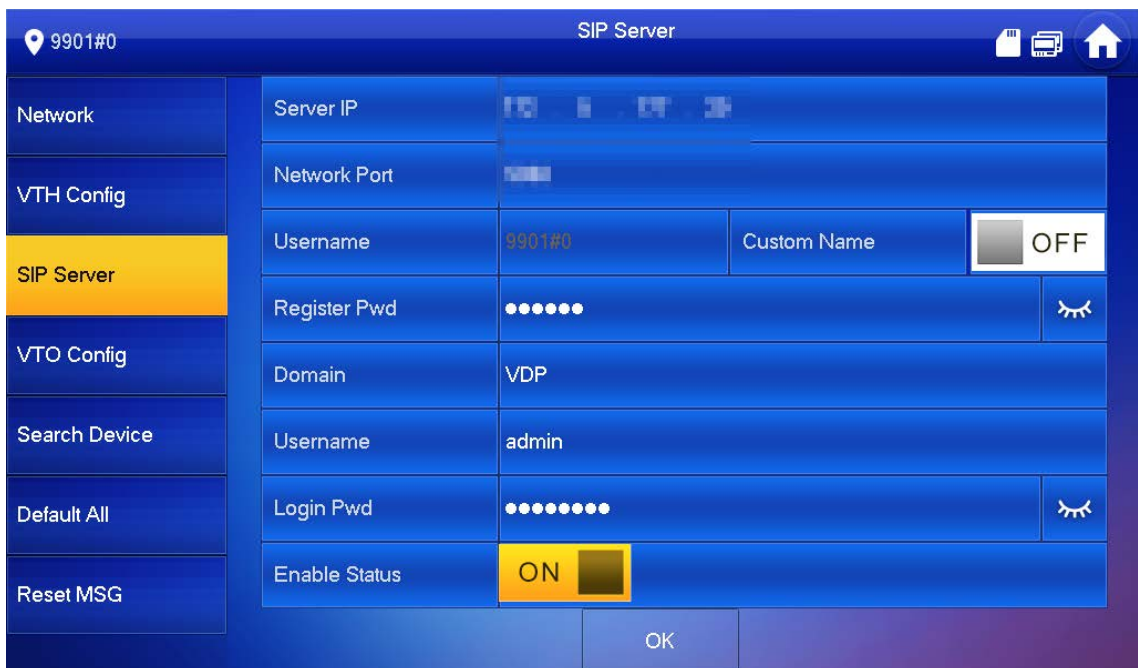 9901#0
SIP Server
Network
VTH Config
SIP Server
VTO Config
Search Device
Default All
Reset MSG
Server IP
Network Port
Username 9901#0 Custom Name OFF
Register Pwd
Domain VDP
Username admin
Login Pwd
Enable Status ON
OK